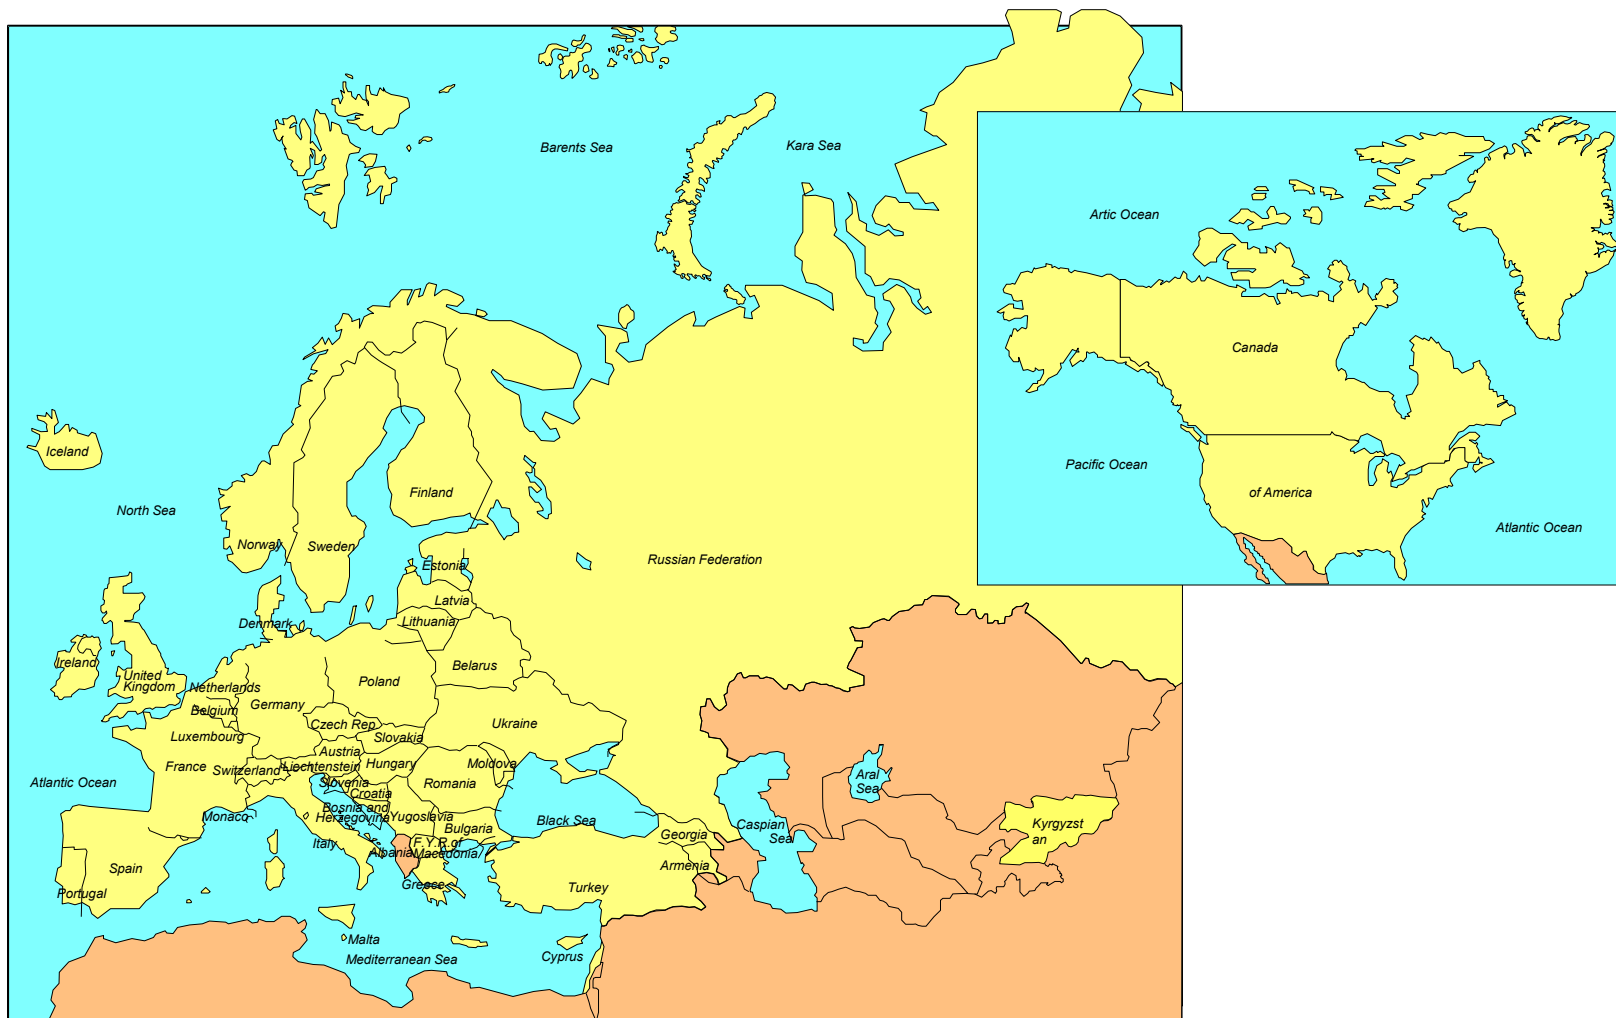 Barents Sea
Kara Sea
Artic Ocean
Canada
Iceland
Pacific Ocean
Finland
of America
North Sea
Atlantic Ocean
Norway
Sweden
Russian Federation
Estonia
Latvia
Denmark
Lithuania
Ireland
United
Kingdom
Belarus
Netherlands
Poland
Belgium
Germany
Czech Rep
Ukraine
Luxembourg
Slovakia
Austria
France
Switzerland
Liechtenstein
Hungary
Moldova
Atlantic Ocean
Slovenia
Romania
Aral
Sea
Croatia
Bosnia and
Herzegovina
Monaco
Yugoslavia
Black Sea
Caspian
Sea
Kyrgyzst
an
Bulgaria
Georgia
Italy
F.Y.R.of
Macedonia
Albania
Armenia
Spain
Greece
Turkey
Portugal
Malta
Mediterranean Sea
Cyprus